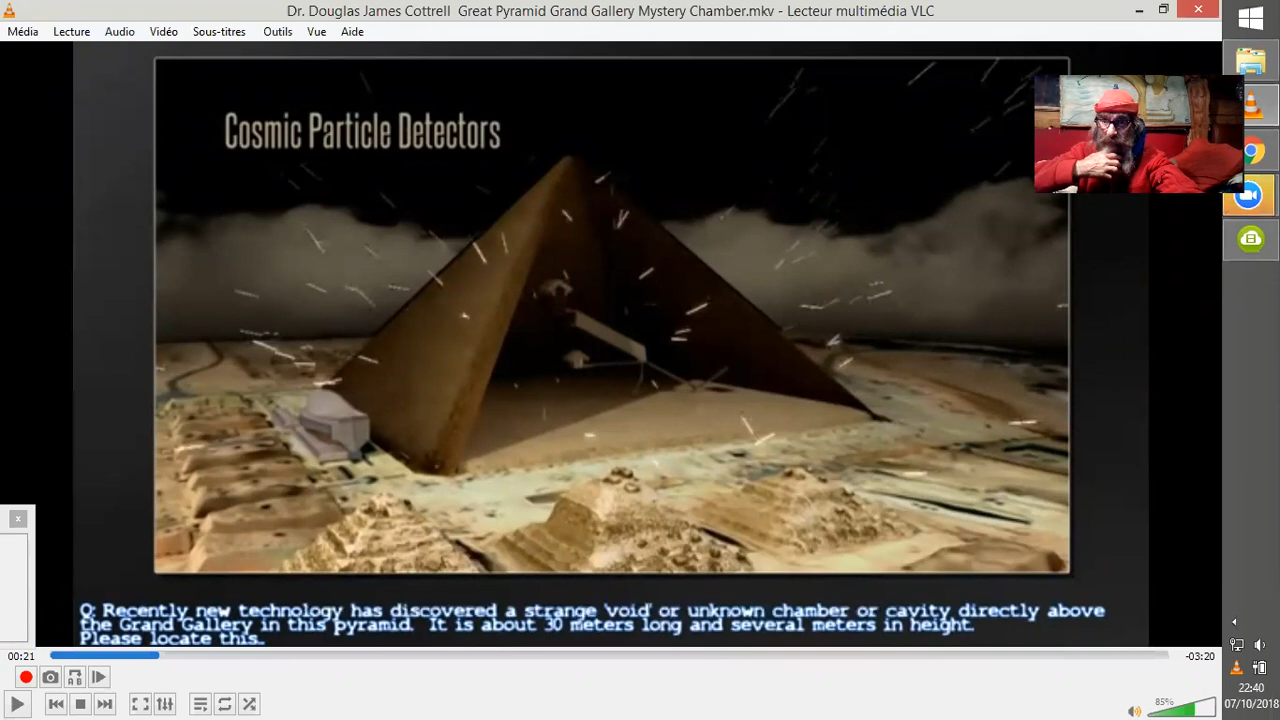 Dr. Douglas James Cottrell  Great Pyramid Grand Gallery Mystery Chamber.mkv - Lecteur multimédia VLC
Média Lecture Audio Vidéo Sous-titres Outils Vue Aide
Cosmic Particle Detectors
Q: Recently new technology has discovered a strange 'void' or unknown chamber or cavity directly above
the Grand Gallery in this pyramid.  It is about 30 meters long and several meters in height.
Please locate this.
00:21 -03:20
85%
22:40
07/10/2018